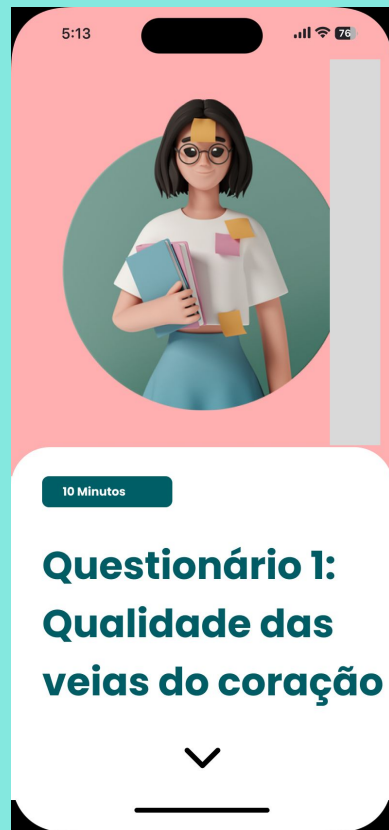 5:13
76
10 Minutos
Questionário 1:
Qualidade das
veias do coração